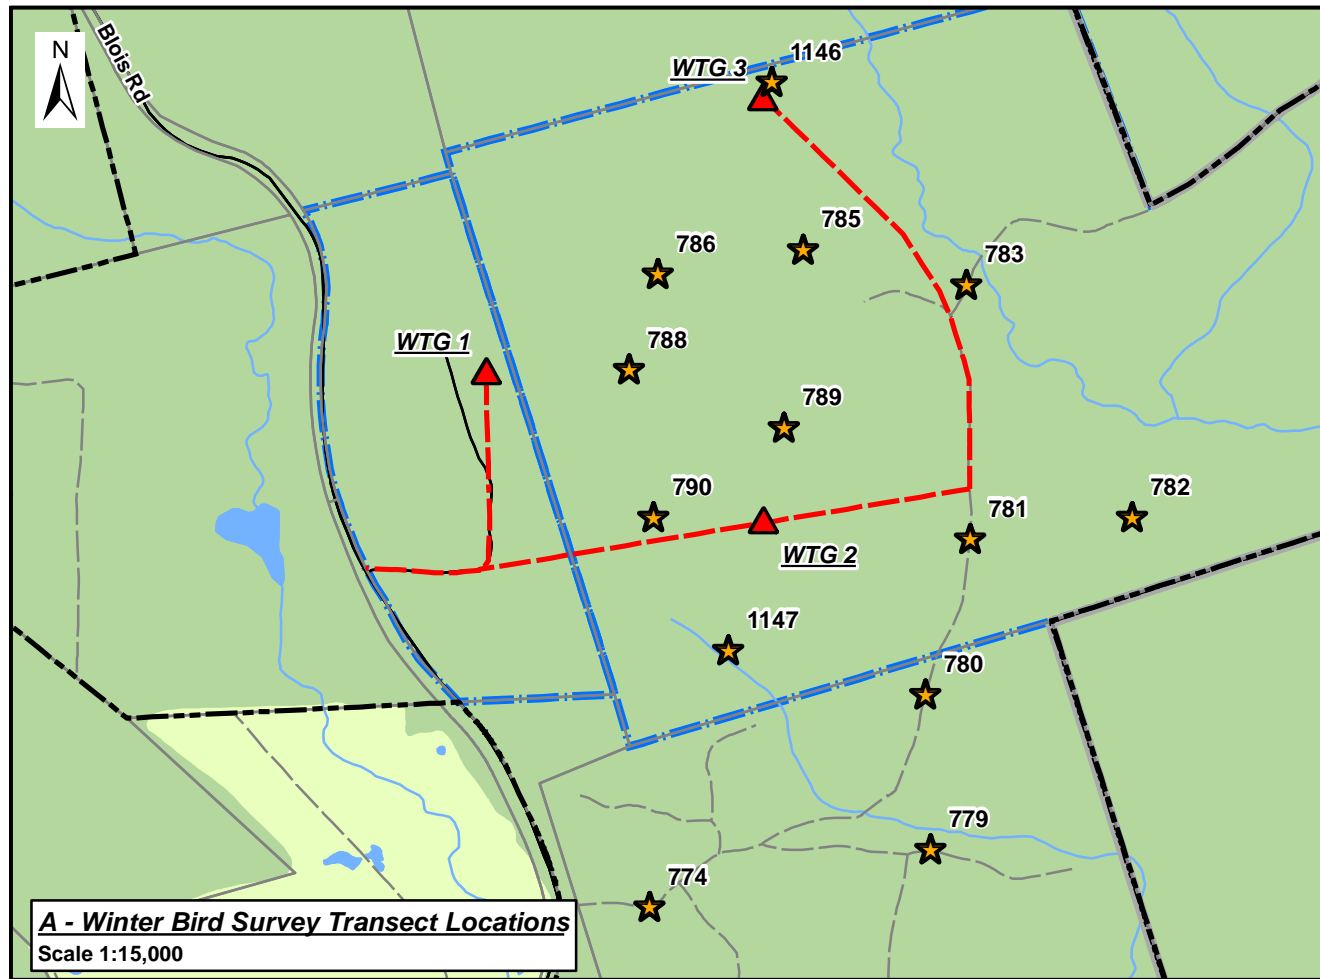 Blois Rd
N
WTG 3
1146
785
786
783
WTG 1
788
789
790
781
782
WTG 2
1147
780
779
774
A - Winter Bird Survey Transect Locations
Scale 1:15,000